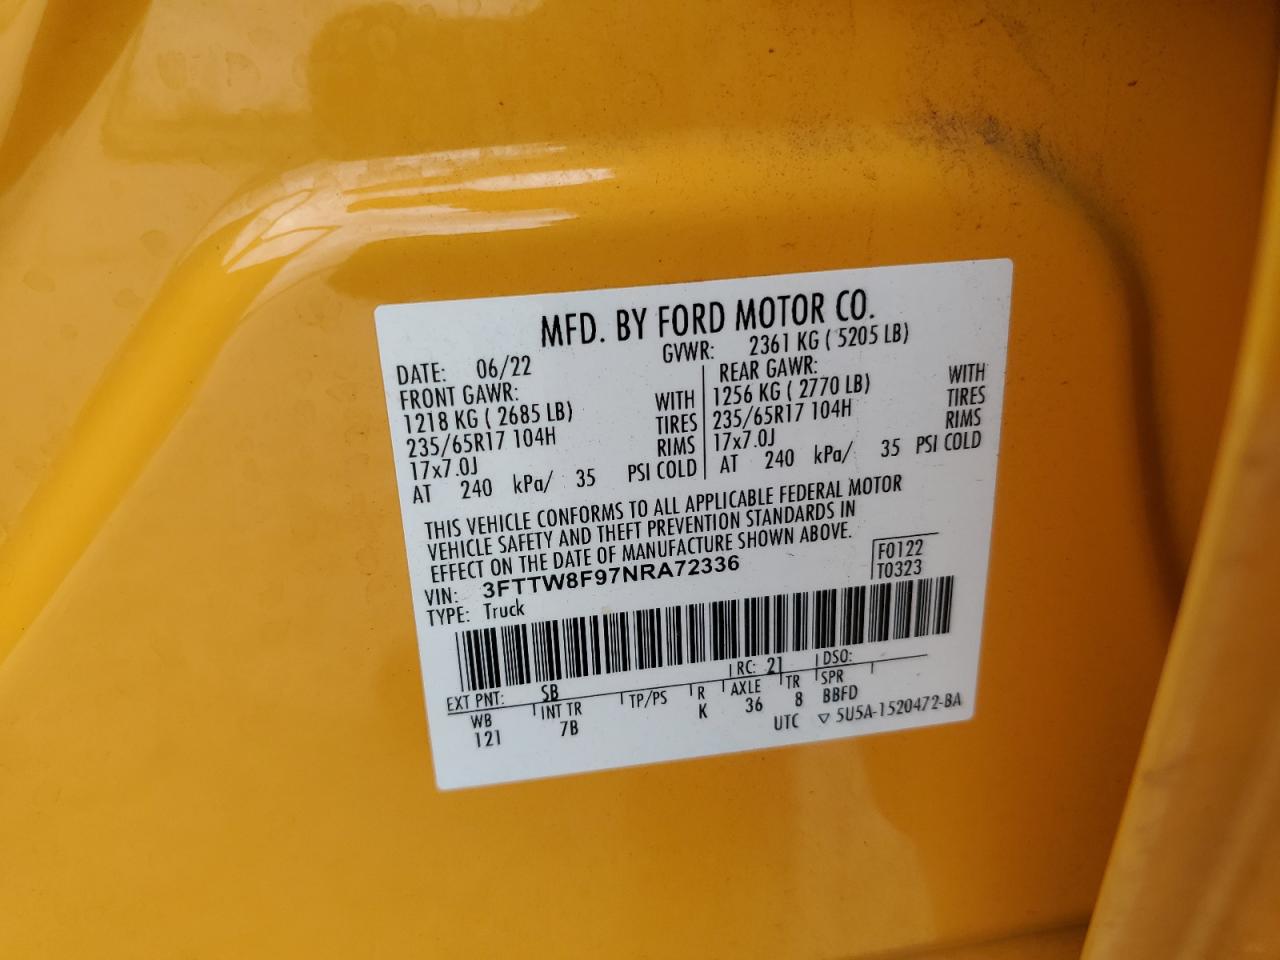 MFD. BY FORD MOTOR CO.
DATE: 06/22 GVWR: 2361 KG ( 5205 LB)
FRONT GAWR: REAR GAWR:
1218 KG ( 2685 LB) WITH 1256 KG ( 2770 LB) WITH
235/65R17 104H TIRES 235/65R17 104H TIRES
17x7.0J RIMS 17x7.0J RIMS
AT 240 kPa/ 35 PSI COLD AT 240 kPa/ 35 PSI COLD
THIS VEHICLE CONFORMS TO ALL APPLICABLE FEDERAL MOTOR
VEHICLE SAFETY AND THEFT PREVENTION STANDARDS IN
EFFECT ON THE DATE OF MANUFACTURE SHOWN ABOVE.
VIN: 3FTTW8F97NRA72336 F0122
TYPE: Truck T0323
EXT PNT: SB RC: 21 DSO:
WB INT TR TP/PS R AXLE TR SPR
121 7B K 36 8 BBFD
UTC ▽ 5U5A-1520472-BA